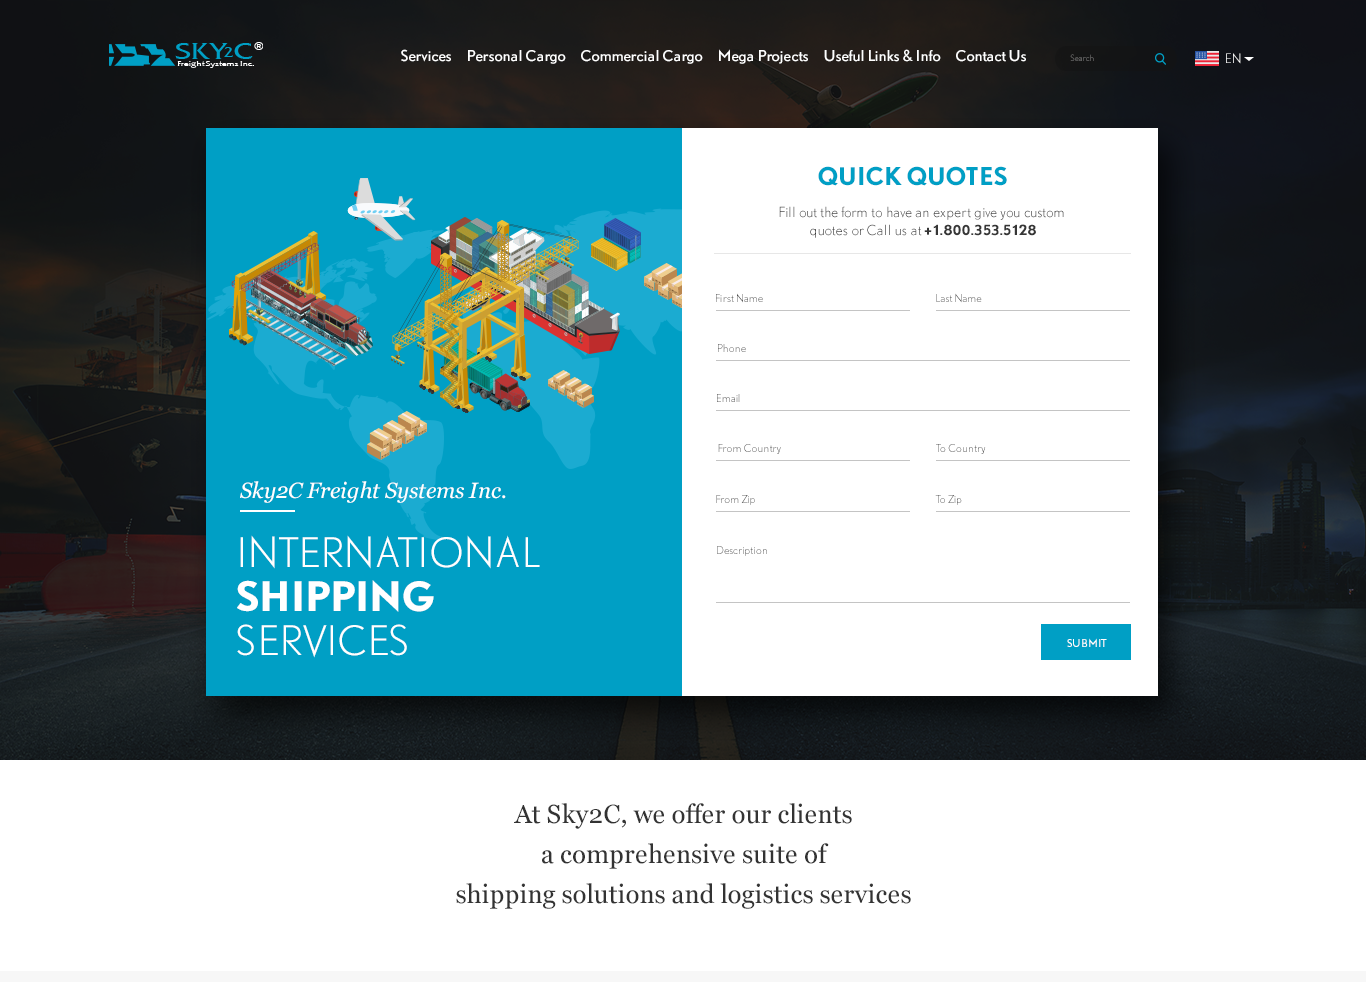 SKY2C®
FreightSystems Inc.
Services Personal Cargo Commercial Cargo Mega Projects Useful Links & Info Contact Us
Search
EN
QUICK QUOTES
Fill out the form to have an expert give you custom
quotes or Call us at +1.800.353.5128
First Name Last Name
Phone
Email
From Country To Country
From Zip To Zip
Description
SUBMIT
Sky2C Freight Systems Inc.
INTERNATIONAL
SHIPPING
SERVICES
At Sky2C, we offer our clients
a comprehensive suite of
shipping solutions and logistics services